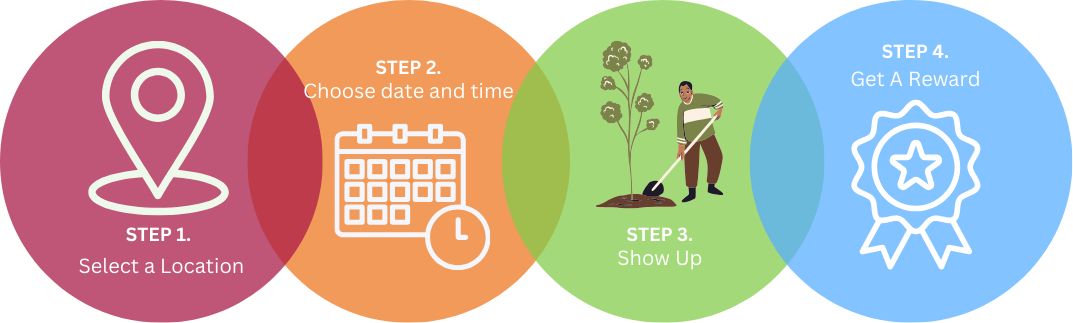 STEP 1.
Select a Location
STEP 2.
Choose date and time
STEP 3.
Show Up
STEP 4.
Get A Reward